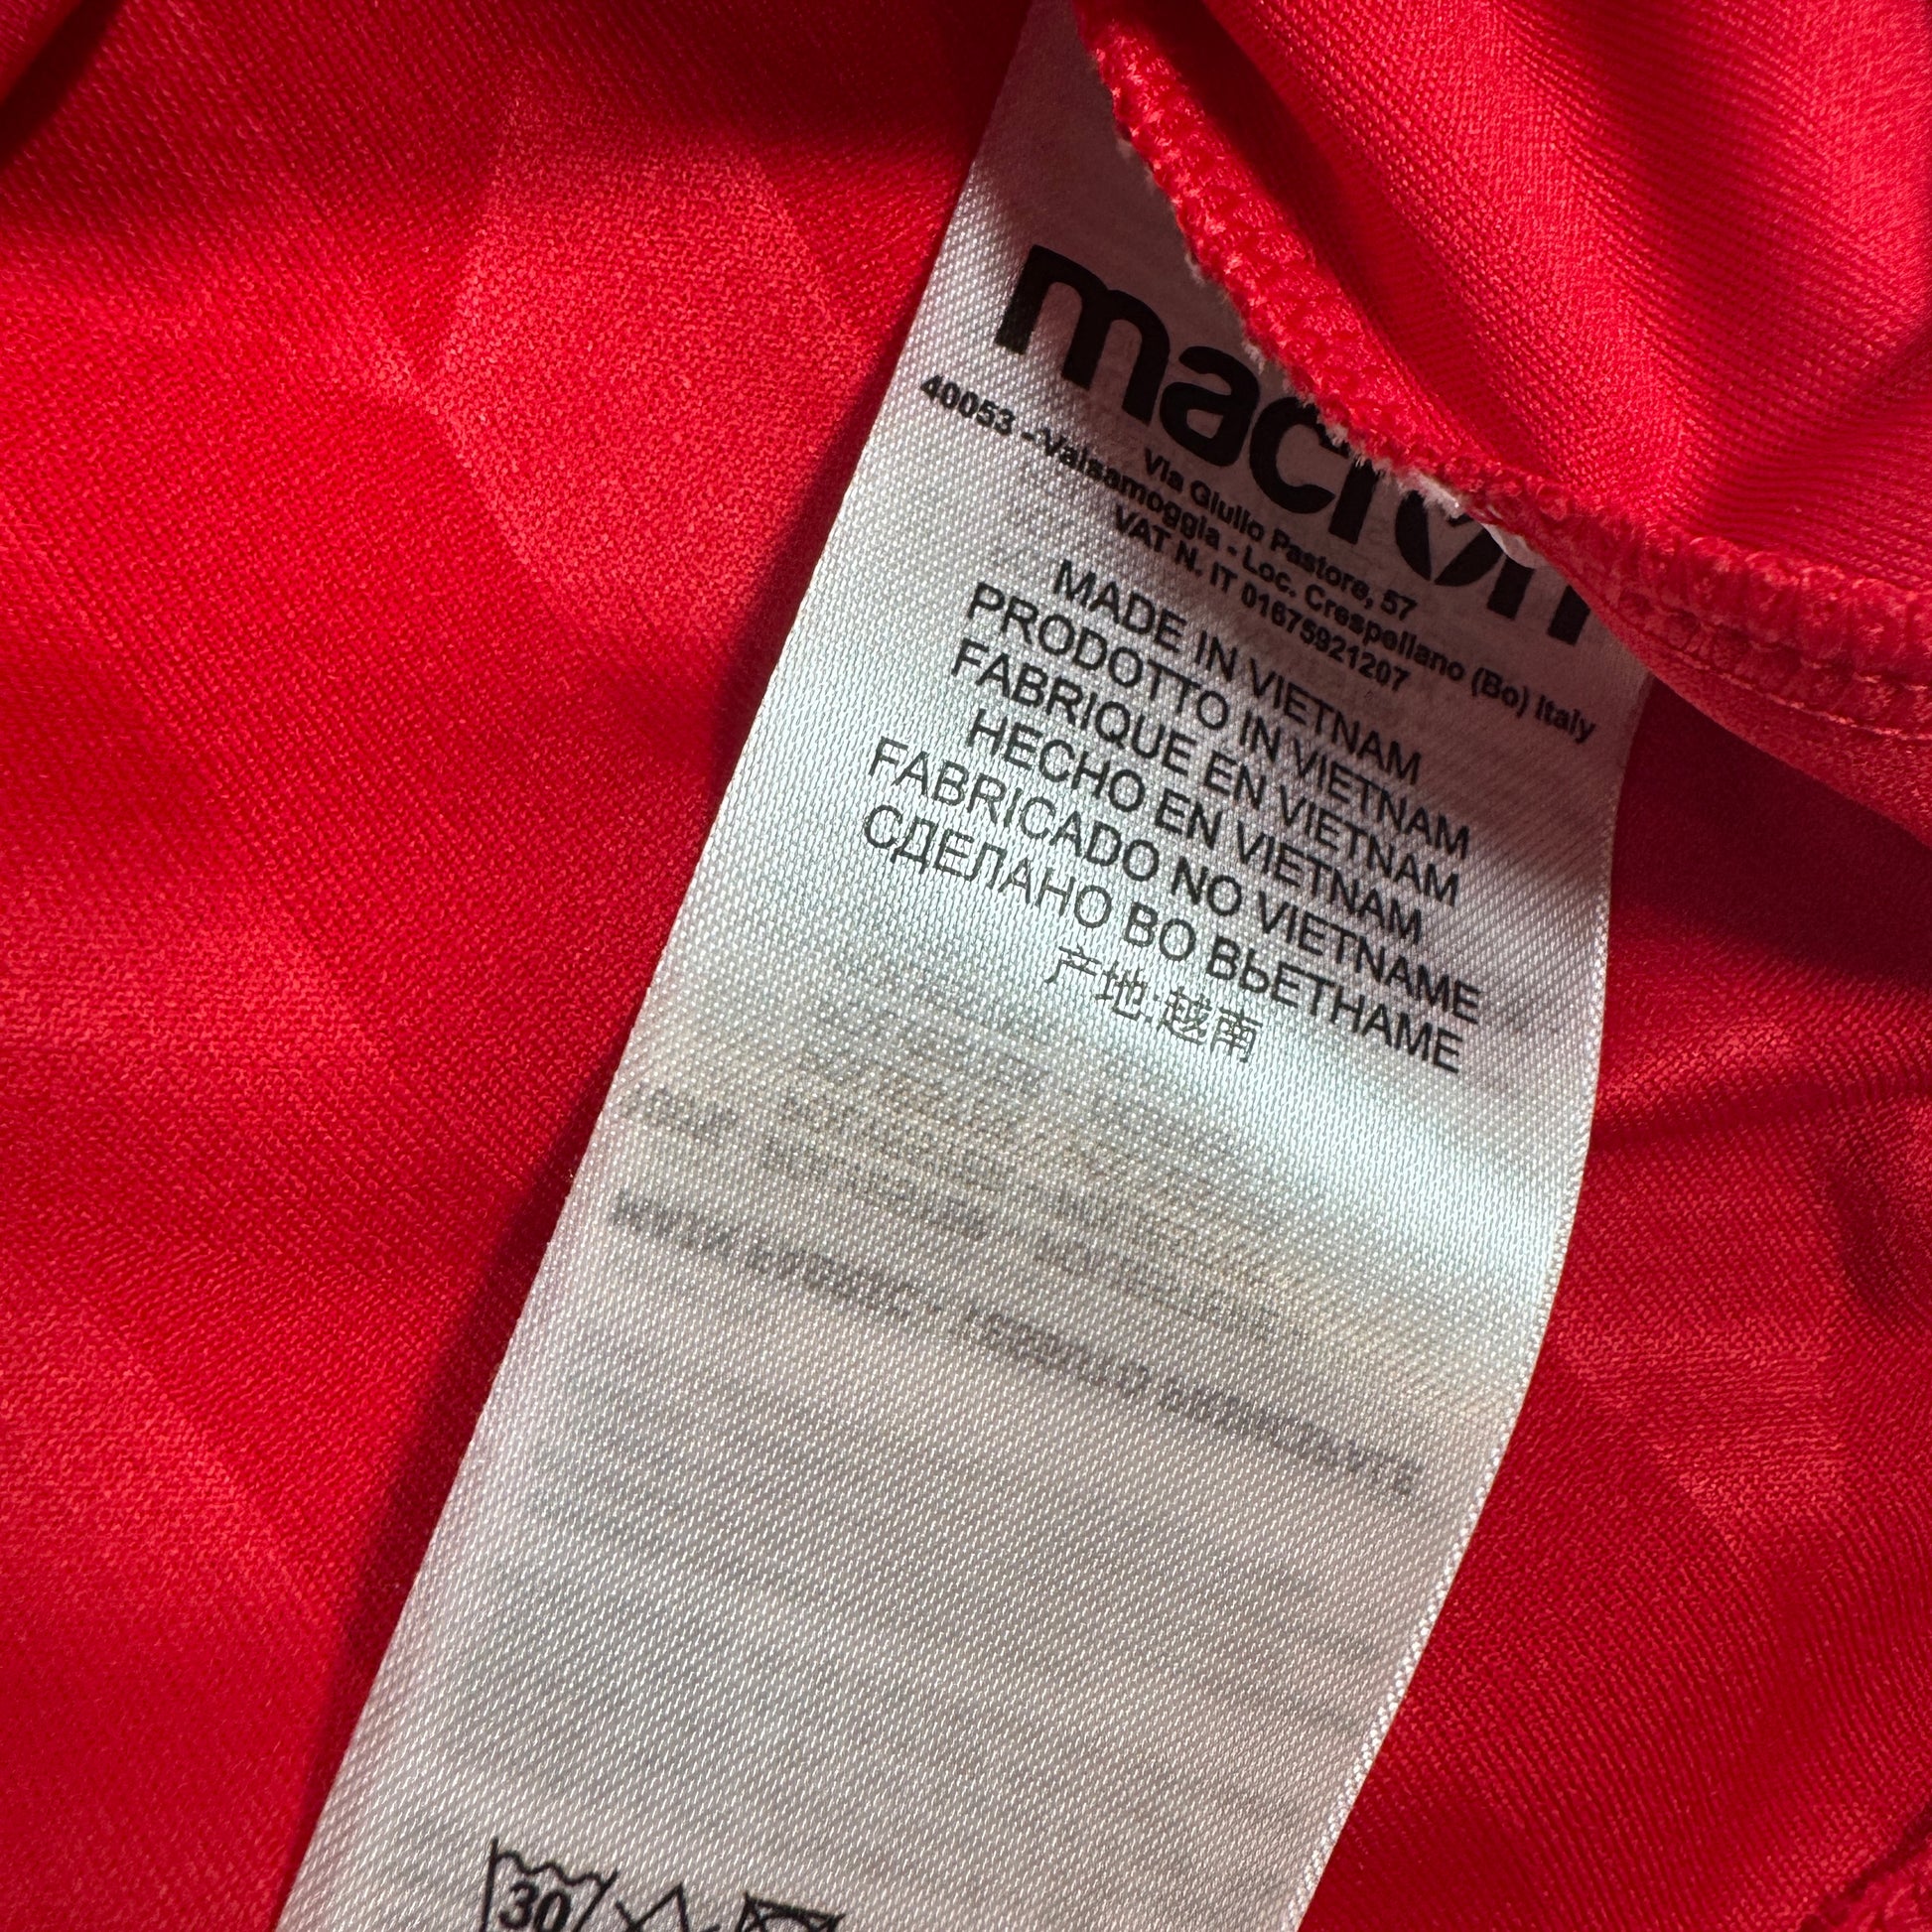 macron
Via Giulio Pastore, 57
40053 - Valsamoggia - Loc. Crespellano (Bo) Italy
VAT N. IT 01675921207
MADE IN VIETNAM
PRODOTTO IN VIETNAM
FABRIQUE EN VIETNAM
HECHO EN VIETNAM
FABRICADO NO VIETNAME
СДЕЛАНО ВО ВЬЕТНАМЕ
产地:越南
30